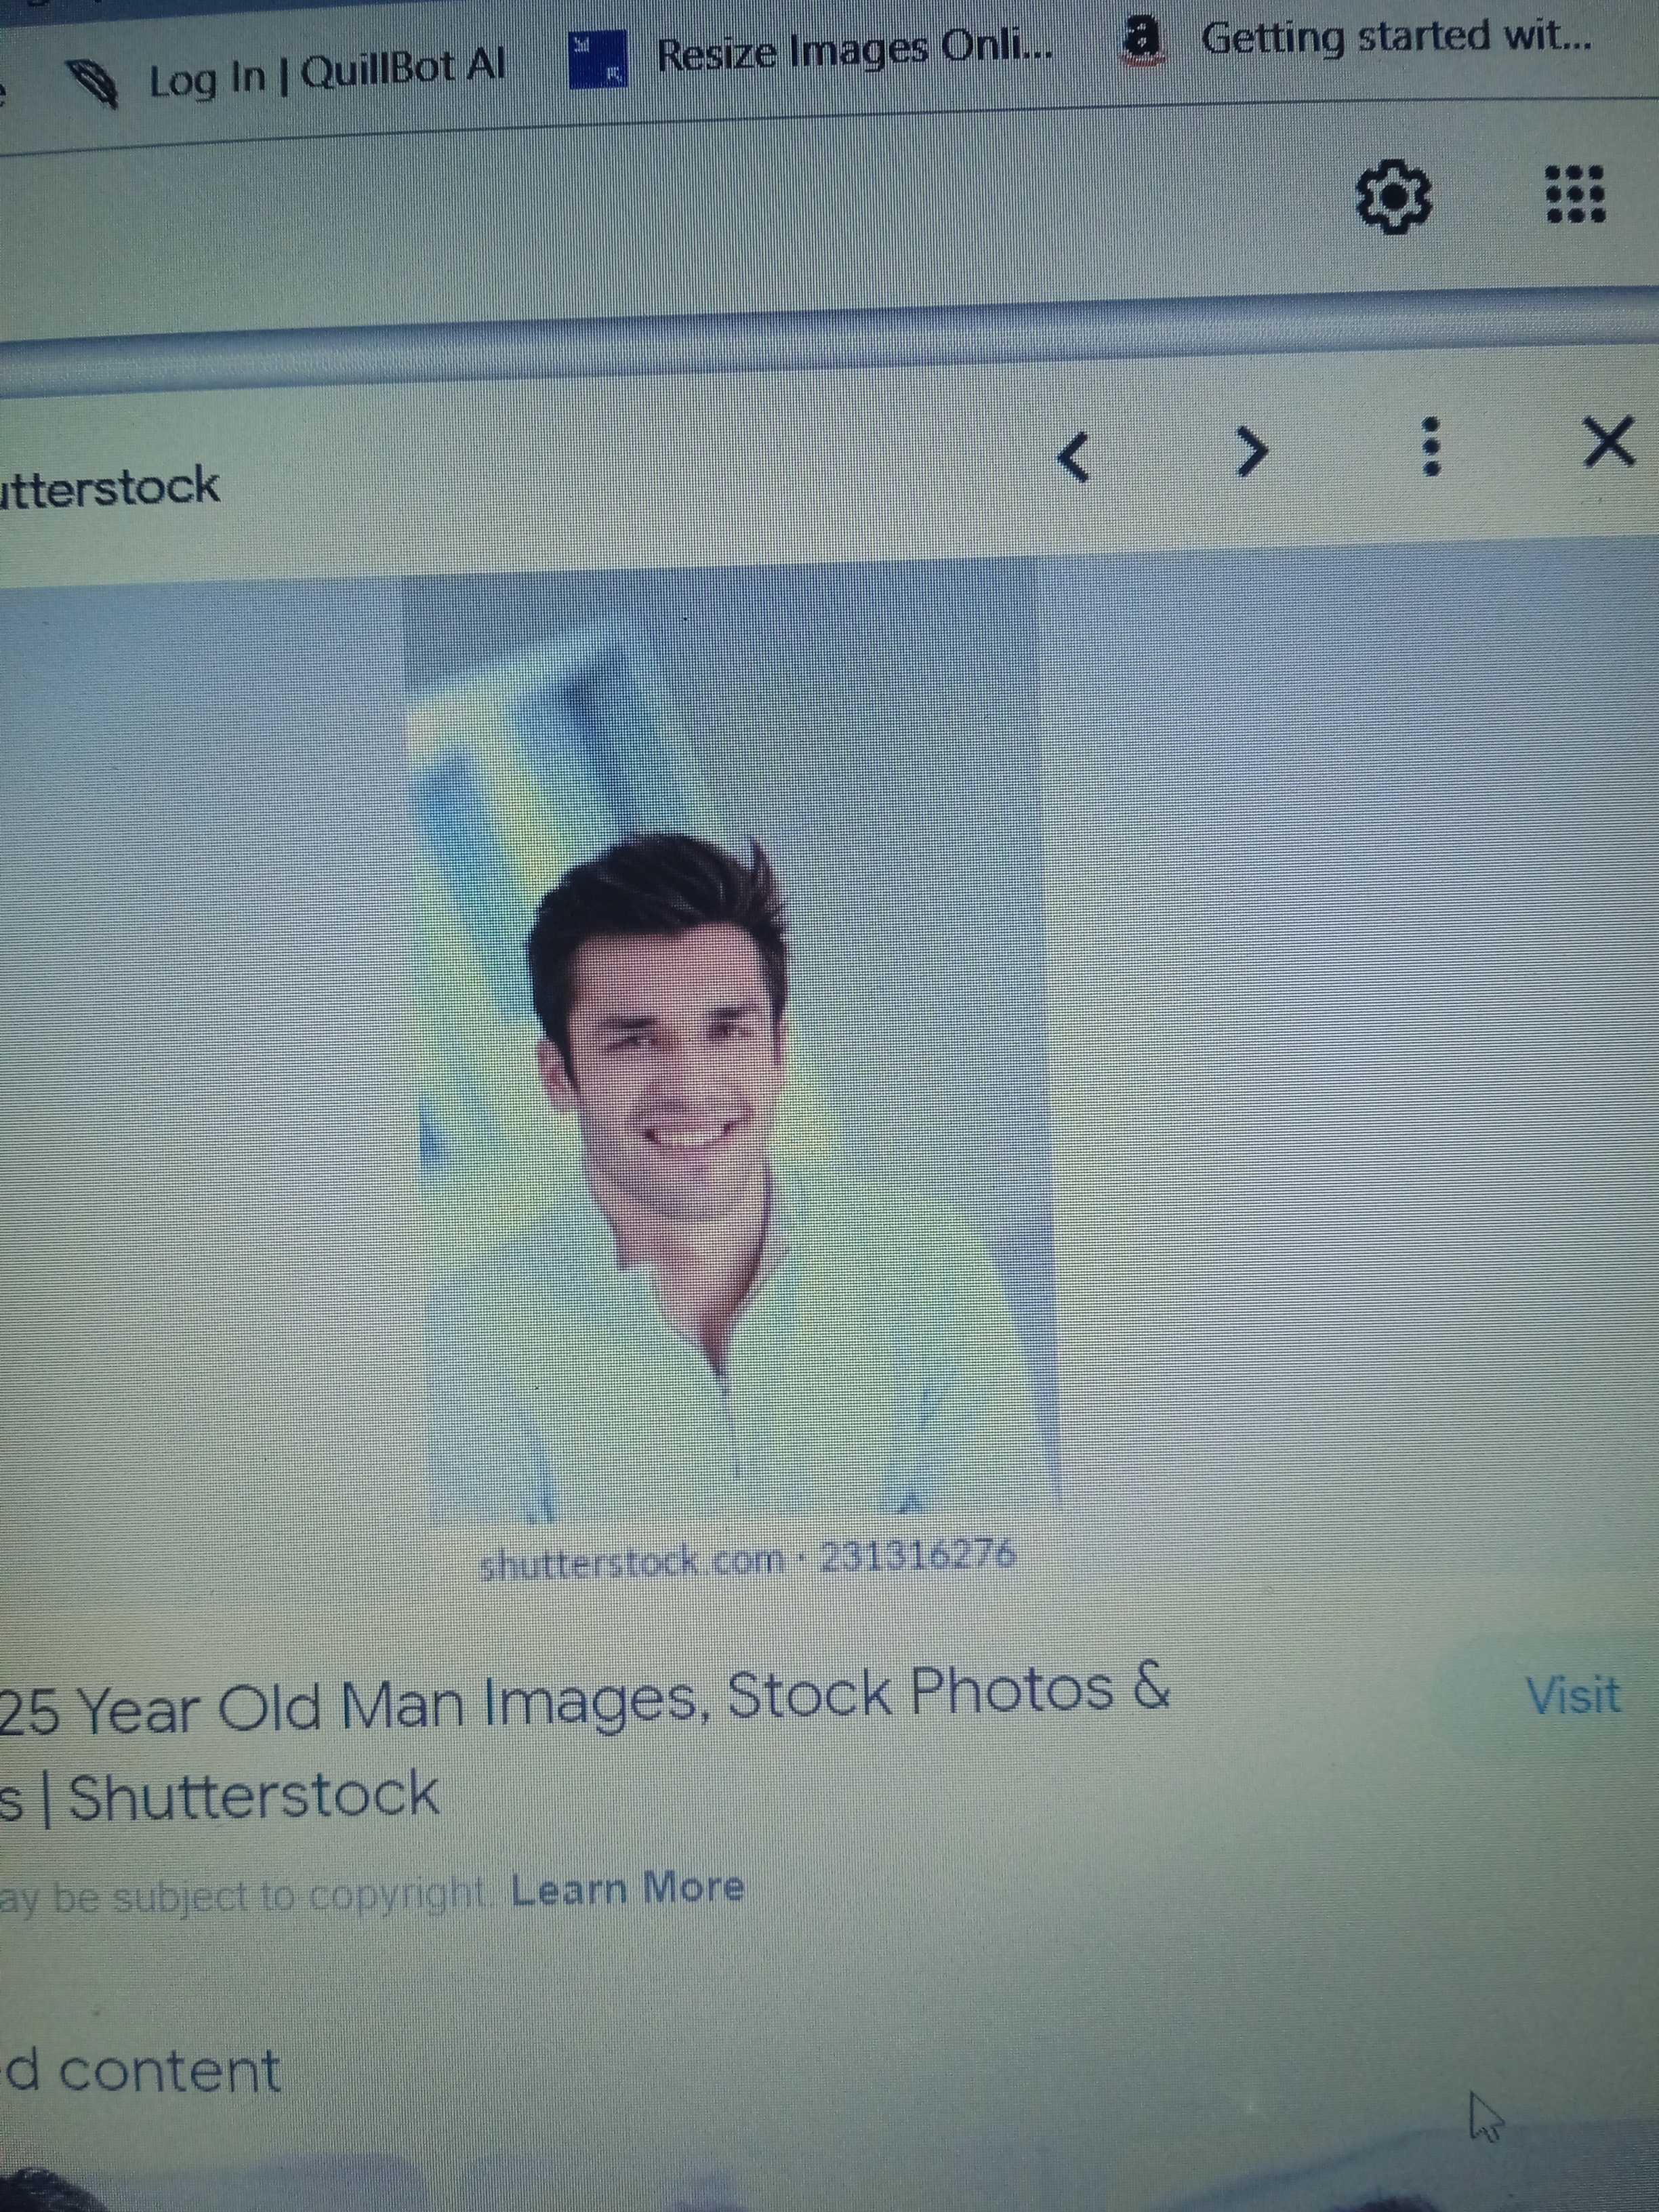 Log In | QuillBot AI Resize Images Onli... Getting started wit...
utterstock
shutterstock.com · 231316276
25 Year Old Man Images, Stock Photos &
Visit
s | Shutterstock
ay be subject to copyright. Learn More
d content